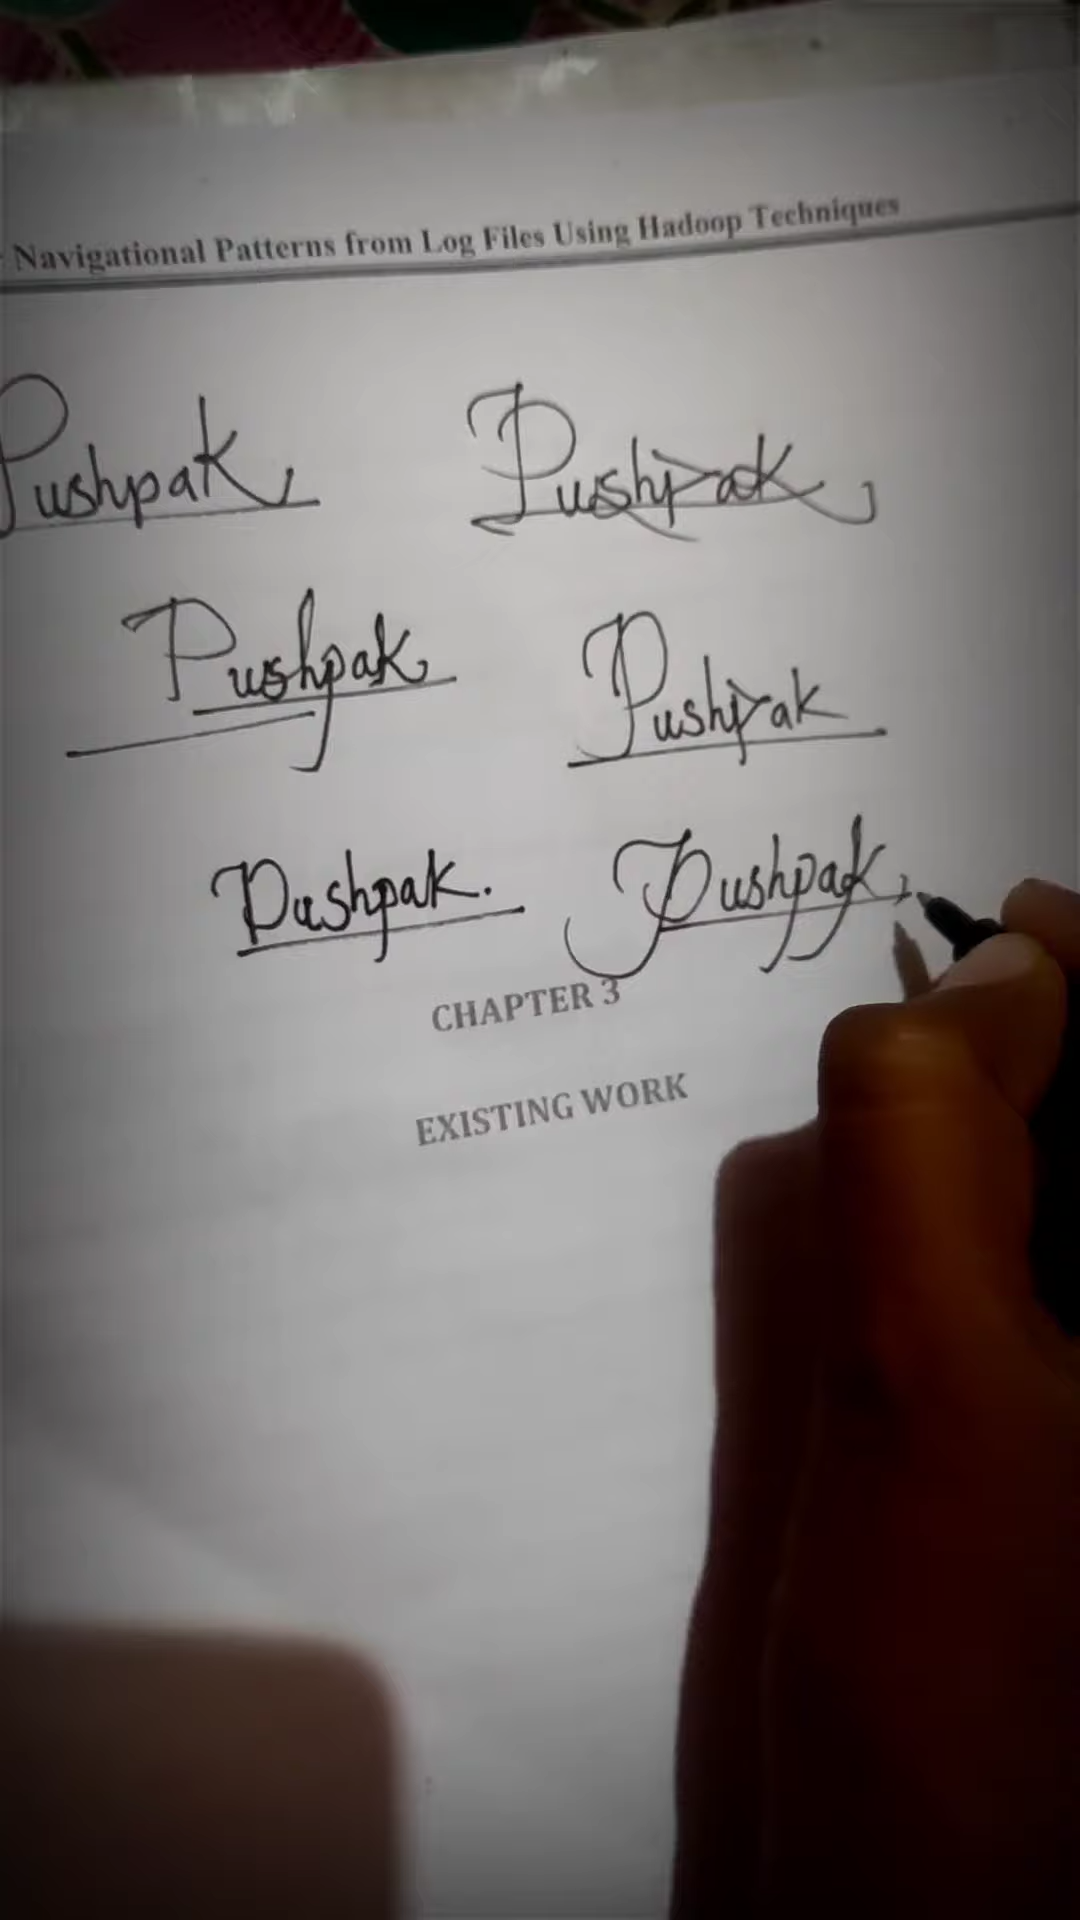 Navigational Patterns from Log Files Using Hadoop Techniques
Pushpak Pushpak
Pushpak Pushpak
Pushpak. Pushpak
CHAPTER 3
EXISTING WORK